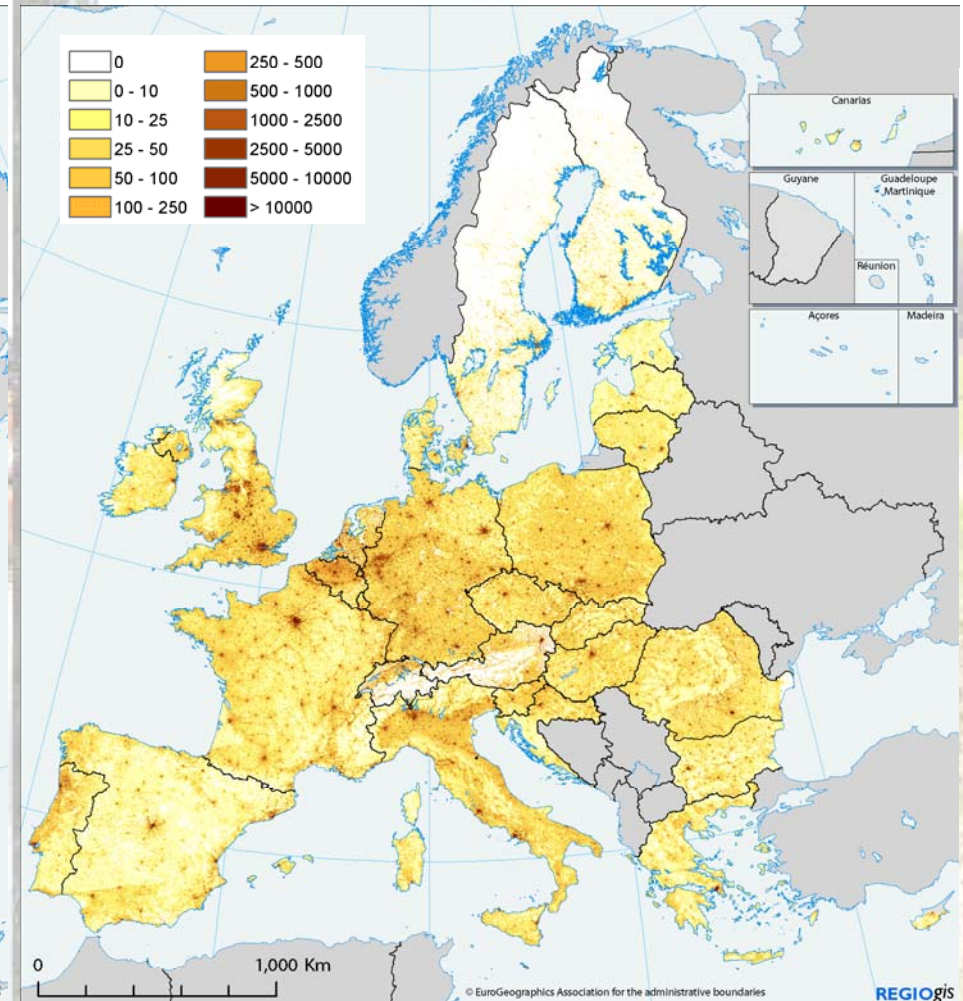 0
0 - 10
10 - 25
25 - 50
50 - 100
100 - 250
250 - 500
500 - 1000
1000 - 2500
2500 - 5000
5000 - 10000
> 10000
Canarias
Guyane
Guadeloupe
Martinique
Réunion
Açores
Madeira
0
1,000 Km
© EuroGeographics Association for the administrative boundaries
REGIOgis